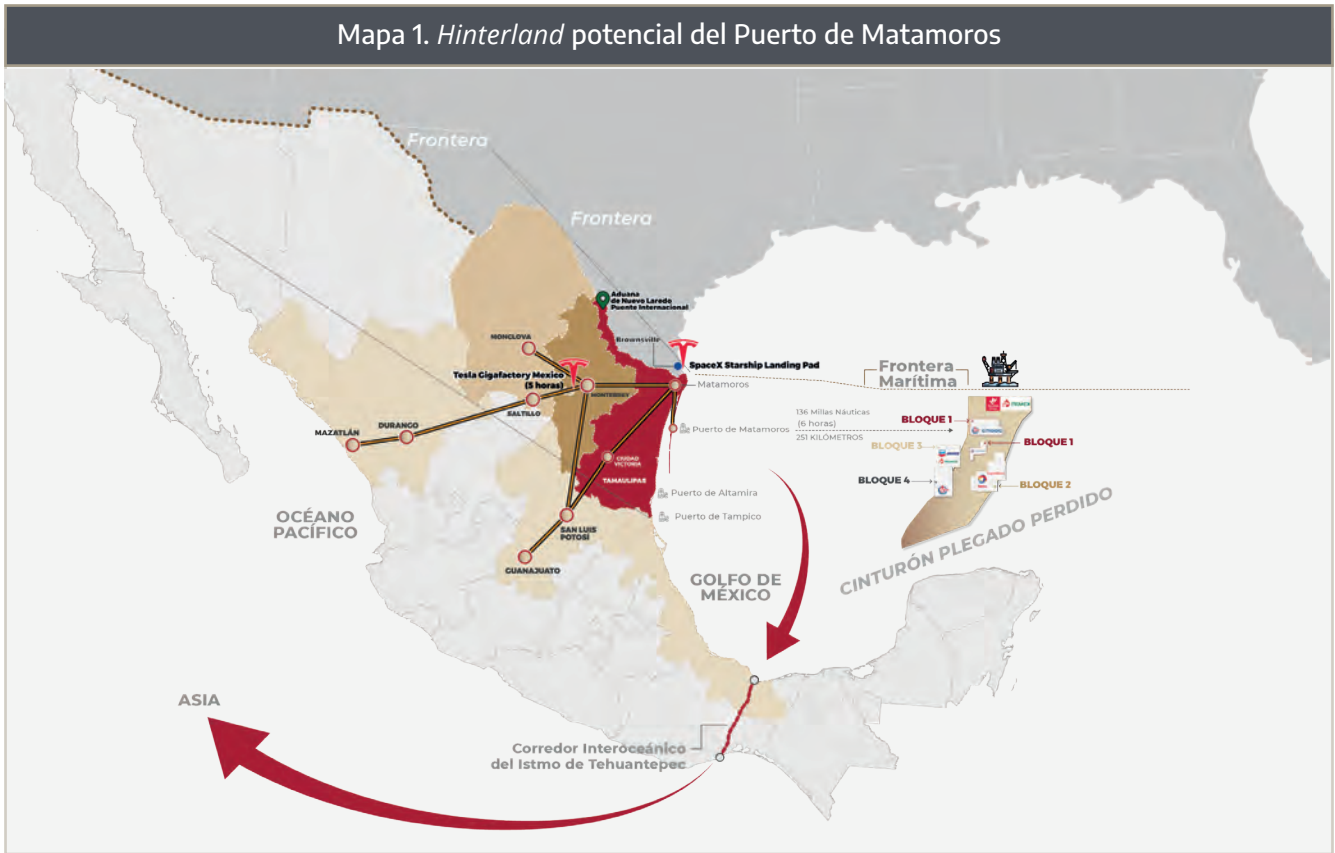 Mapa 1. Hinterland potencial del Puerto de Matamoros
Frontera
Frontera
Aduana
de Nuevo Laredo
Puente Internacional
MONCLOVA
Brownsville
SpaceX Starship Landing Pad
Tesla Gigafactory Mexico
(5 horas)
MONTERREY
Matamoros
SALTILLO
Frontera
Marítima
MAZATLÁN
DURANGO
Puerto de Matamoros
136 Millas Náuticas
(6 horas)
251 KILÓMETROS
PEMEX
BLOQUE 1
BLOQUE 1
BLOQUE 3
BLOQUE 4
BLOQUE 2
CIUDAD
VICTORIA
TAMAULIPAS
Puerto de Altamira
Puerto de Tampico
OCÉANO
PACÍFICO
SAN LUIS
POTOSÍ
GUANAJUATO
CINTURÓN PLEGADO PERDIDO
GOLFO DE
MÉXICO
ASIA
Corredor Interoceánico
del Istmo de Tehuantepec